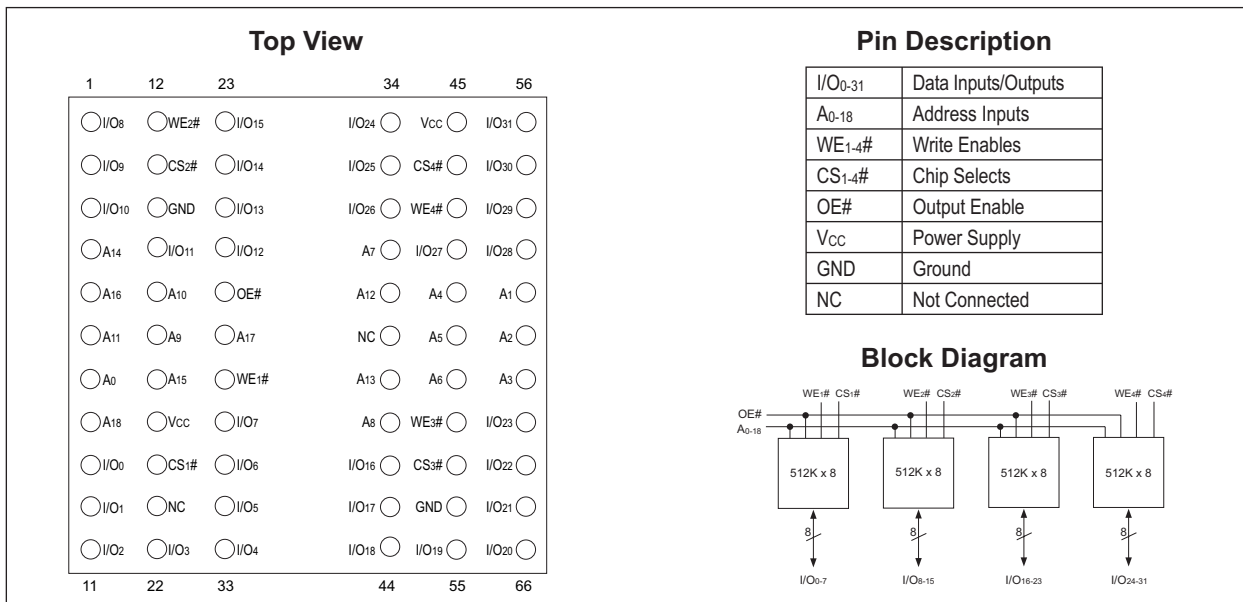 Top View
1 12 23 34 45 56
I/O8 WE2# I/O15 I/O24 VCC I/O31
I/O9 CS2# I/O14 I/O25 CS4# I/O30
I/O10 GND I/O13 I/O26 WE4# I/O29
A14 I/O11 I/O12 A7 I/O27 I/O28
A16 A10 OE# A12 A4 A1
A11 A9 A17 NC A5 A2
A0 A15 WE1# A13 A6 A3
A18 VCC I/O7 A8 WE3# I/O23
I/O0 CS1# I/O6 I/O16 CS3# I/O22
I/O1 NC I/O5 I/O17 GND I/O21
I/O2 I/O3 I/O4 I/O18 I/O19 I/O20
11 22 33 44 55 66
Pin Description
I/O0-31 Data Inputs/Outputs
A0-18 Address Inputs
WE1-4# Write Enables
CS1-4# Chip Selects
OE# Output Enable
VCC Power Supply
GND Ground
NC Not Connected
Block Diagram
WE1# CS1# WE2# CS2# WE3# CS3# WE4# CS4#
OE#
A0-18
512K x 8 512K x 8 512K x 8 512K x 8
8 8 8 8
I/O0-7 I/O8-15 I/O16-23 I/O24-31